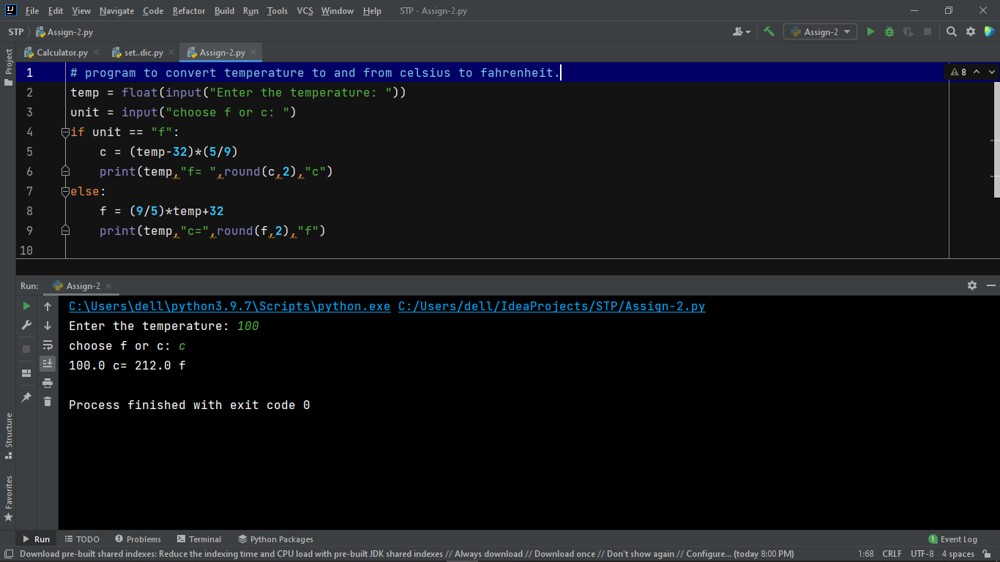 File Edit View Navigate Code Refactor Build Run Tools VCS Window Help STP - Assign-2.py
STP Assign-2.py Assign-2
Calculator.py set..dic.py Assign-2.py
Project
1 # program to convert temperature to and from celsius to fahrenheit. 8
2 temp = float(input("Enter the temperature: "))
3 unit = input("choose f or c: ")
4 if unit == "f":
5 c = (temp-32)*(5/9)
6 print(temp,"f= ",round(c,2),"c")
7 else:
8 f = (9/5)*temp+32
9 print(temp,"c=",round(f,2),"f")
10
Run: Assign-2
C:\Users\dell\python3.9.7\Scripts\python.exe C:/Users/dell/IdeaProjects/STP/Assign-2.py
Enter the temperature: 100
choose f or c: c
100.0 c= 212.0 f
Process finished with exit code 0
Structure
Favorites
Run TODO Problems Terminal Python Packages 1 Event Log
Download pre-built shared indexes: Reduce the indexing time and CPU load with pre-built JDK shared indexes // Always download // Download once // Don't show again // Configure... (today 8:00 PM) 1:68 CRLF UTF-8 4 spaces